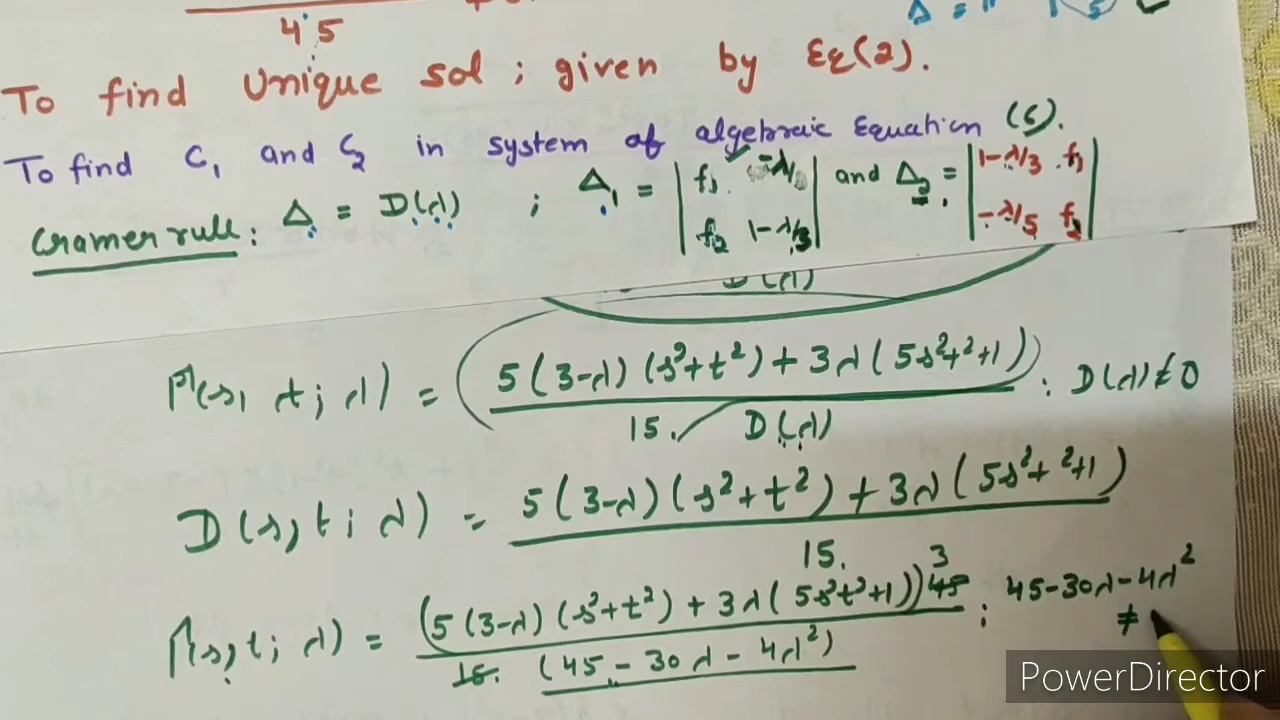 45
To find Unique sol ; given by Eq(2).
To find C₁ and C₂ in system of algebraic Equation (5).
Cramer rule : Δ = D(λ) ; Δ₁ = | f₁ -λ | | f₂ 1-λ/3 | and Δ₂ = | 1-λ/3 f₁ | | -λ/5 f₂ |
D(λ)
Γ(s, t; λ) = (5(3-λ)(s²+t²) + 3λ(5s²t²+1)) / 15. D(λ) : D(λ) ≠ 0
D(s, t; λ) = 5(3-λ)(s²+t²) + 3λ(5s²t²+1) / 15.
Γ(s, t; λ) = (5(3-λ)(s²+t²) + 3λ(5s²t²+1)) 45 3 / 15. (45 - 30λ - 4λ²) ; 45-30λ-4λ² ≠
PowerDirector